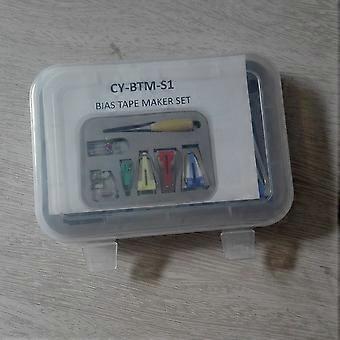 CY-BTM-S1
BIAS TAPE MAKER SET